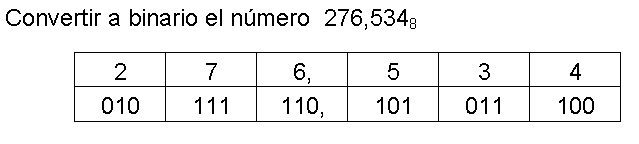 Convertir a binario el número 276,534₈
2 7 6, 5 3 4
010 111 110, 101 011 100